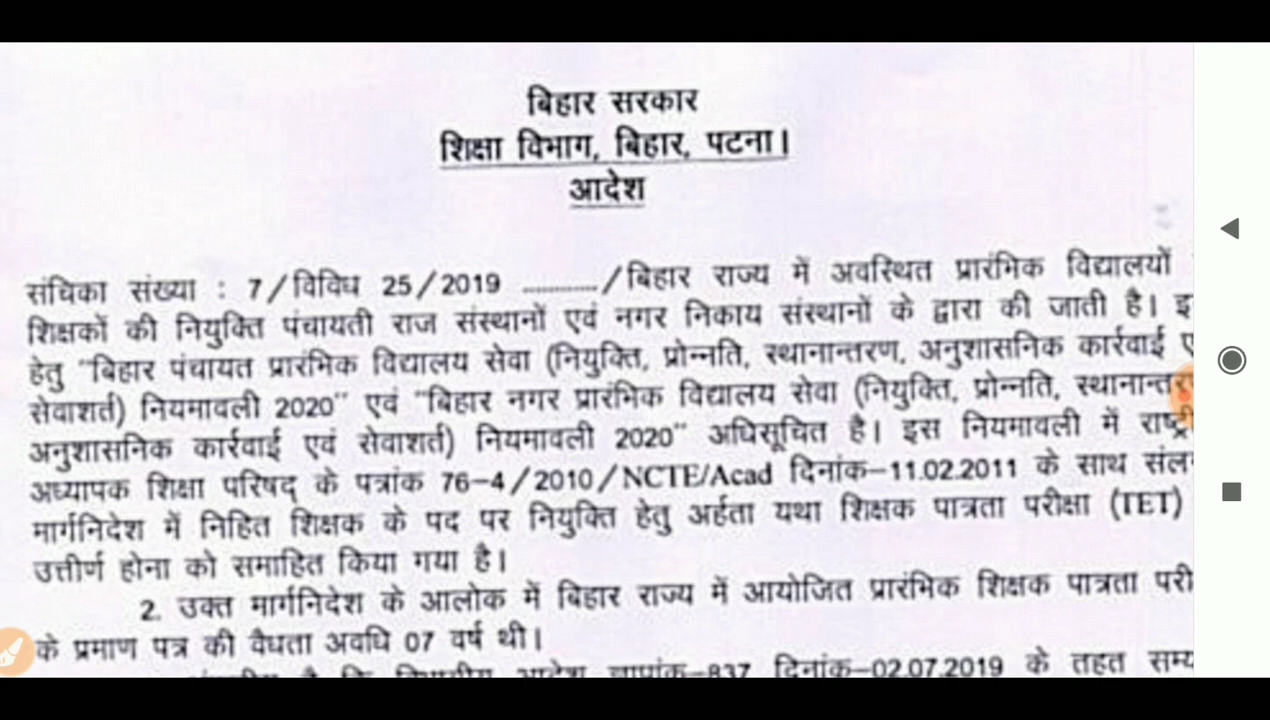 बिहार सरकार
शिक्षा विभाग, बिहार, पटना।
आदेश
संचिका संख्या : 7/विविध 25/2019 ........... /बिहार राज्य में अवस्थित प्रारंभिक विद्यालयों
शिक्षकों की नियुक्ति पंचायती राज संस्थानों एवं नगर निकाय संस्थानों के द्वारा की जाती है।
हेतु "बिहार पंचायत प्रारंभिक विद्यालय सेवा (नियुक्ति, प्रोन्नति, स्थानान्तरण, अनुशासनिक कार्रवाई
सेवाशर्त) नियमावली 2020" एवं "बिहार नगर प्रारंभिक विद्यालय सेवा (नियुक्ति, प्रोन्नति,
अनुशासनिक कार्रवाई एवं सेवाशर्त) नियमावली 2020" अधिसूचित है। इस नियमावली में
अध्यापक शिक्षा परिषद् के पत्रांक 76-4/2010/NCTE/Acad दिनांक-11.02.2011 के साथ
मार्गनिदेश में निहित शिक्षक के पद पर नियुक्ति हेतु अर्हता यथा शिक्षक पात्रता परीक्षा (TET)
उत्तीर्ण होना को समाहित किया गया है।
2. उक्त मार्गनिदेश के आलोक में बिहार राज्य में आयोजित प्रारंभिक शिक्षक पात्रता
के प्रमाण पत्र की वैधता अवधि 07 वर्ष थी।
दिनांक-02.07.2019 के तहत